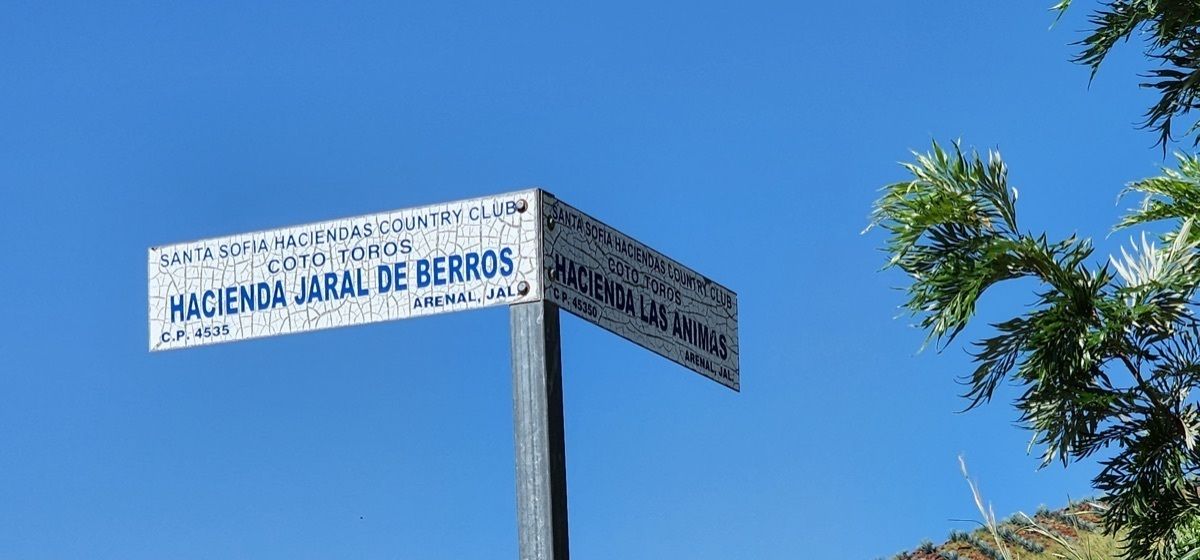 SANTA SOFIA HACIENDAS COUNTRY CLUB
COTO TOROS
HACIENDA JARAL DE BERROS
ARENAL, JAL.
C.P. 4535
SANTA SOFIA HACIENDAS COUNTRY CLUB
COTO TOROS
HACIENDA LAS ANIMAS
C.P. 45350
ARENAL, JAL.